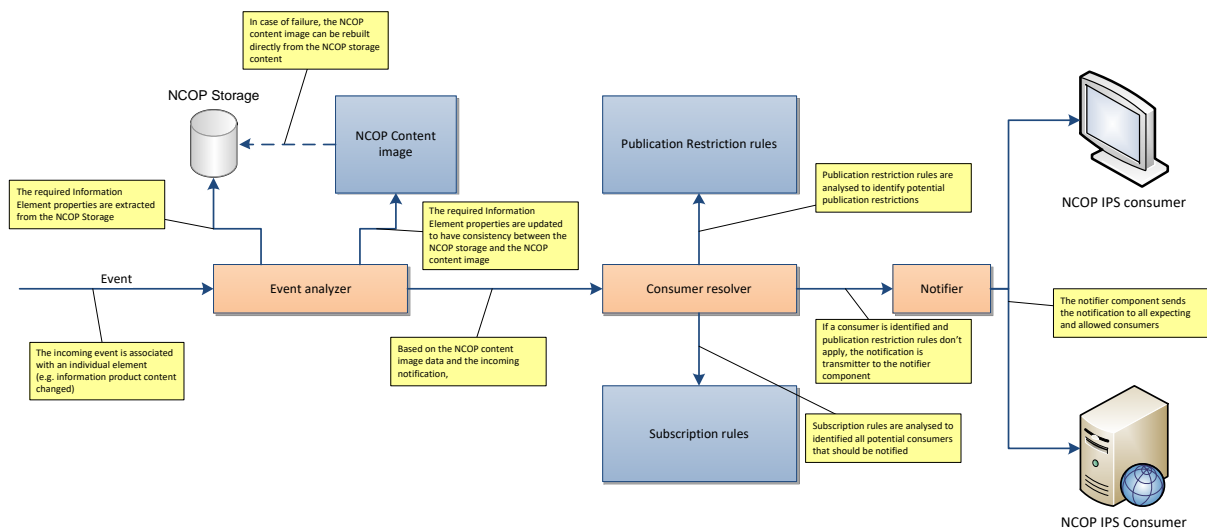 In case of failure, the NCOP
content image can be rebuilt
directly from the NCOP storage
content
NCOP Storage
NCOP Content
image
Publication Restriction rules
NCOP IPS consumer
The required Information
Element properties are extracted
from the NCOP Storage
The required Information
Element properties are updated
to have consistency between the
NCOP storage and the NCOP
content image
Publication restriction rules are
analysed to identify potential
publication restrictions
Event
Event analyzer
Consumer resolver
Notifier
The notifier component sends
the notification to all expecting
and allowed consumers
The incoming event is associated
with an individual element
(e.g. information product content
changed)
Based on the NCOP content
image data and the incoming
notification,
If a consumer is identified and
publication restriction rules don't
apply, the notification is
transmitter to the notifier
component
Subscription rules
Subscription rules are analysed to
identified all potential consumers
that should be notified
NCOP IPS Consumer